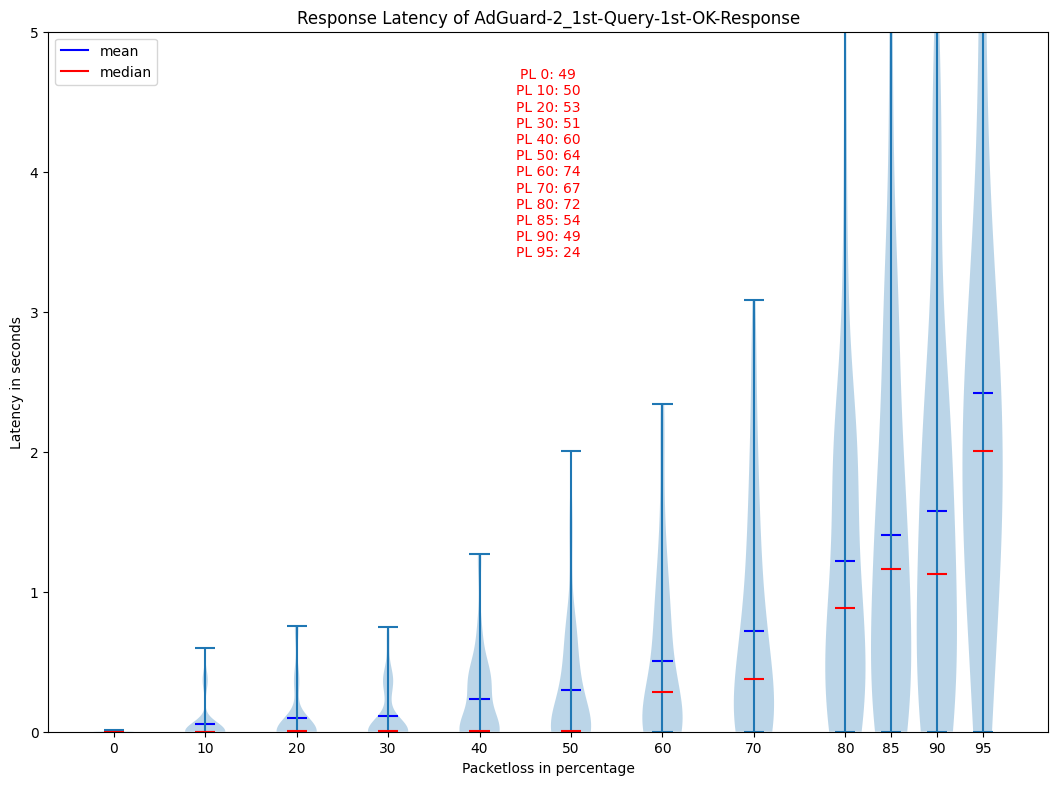 Response Latency of AdGuard-2_1st-Query-1st-OK-Response
mean
median
PL 0: 49
PL 10: 50
PL 20: 53
PL 30: 51
PL 40: 60
PL 50: 64
PL 60: 74
PL 70: 67
PL 80: 72
PL 85: 54
PL 90: 49
PL 95: 24
Latency in seconds
5
4
3
2
1
0
0 10 20 30 40 50 60 70 80 85 90 95
Packetloss in percentage